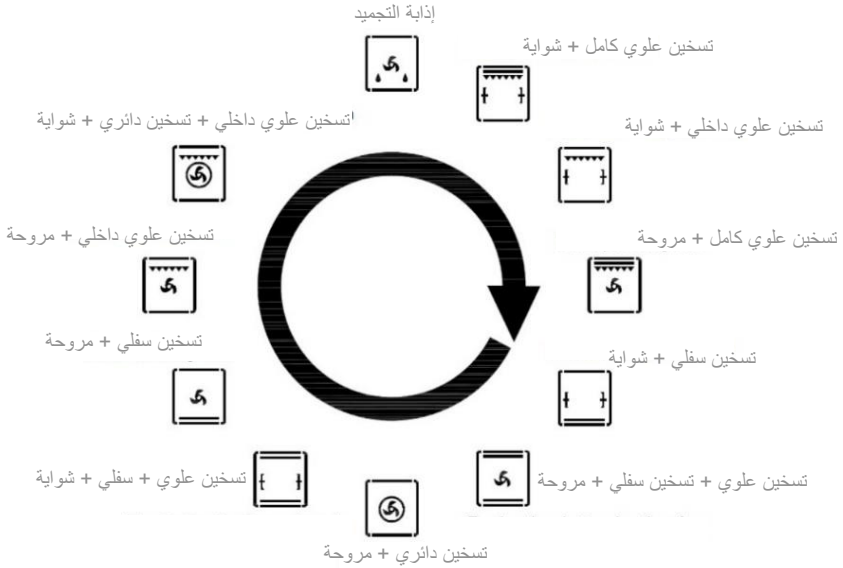 إذابة التجميد
تسخين علوي كامل + شواية
تسخين علوي داخلي + شواية
تسخين علوي كامل + مروحة
تسخين سفلي + شواية
تسخين علوي + تسخين سفلي + مروحة
تسخين دائري + مروحة
تسخين علوي + سفلي + شواية
تسخين سفلي + مروحة
تسخين علوي داخلي + مروحة
تسخين علوي داخلي + تسخين دائري + شواية